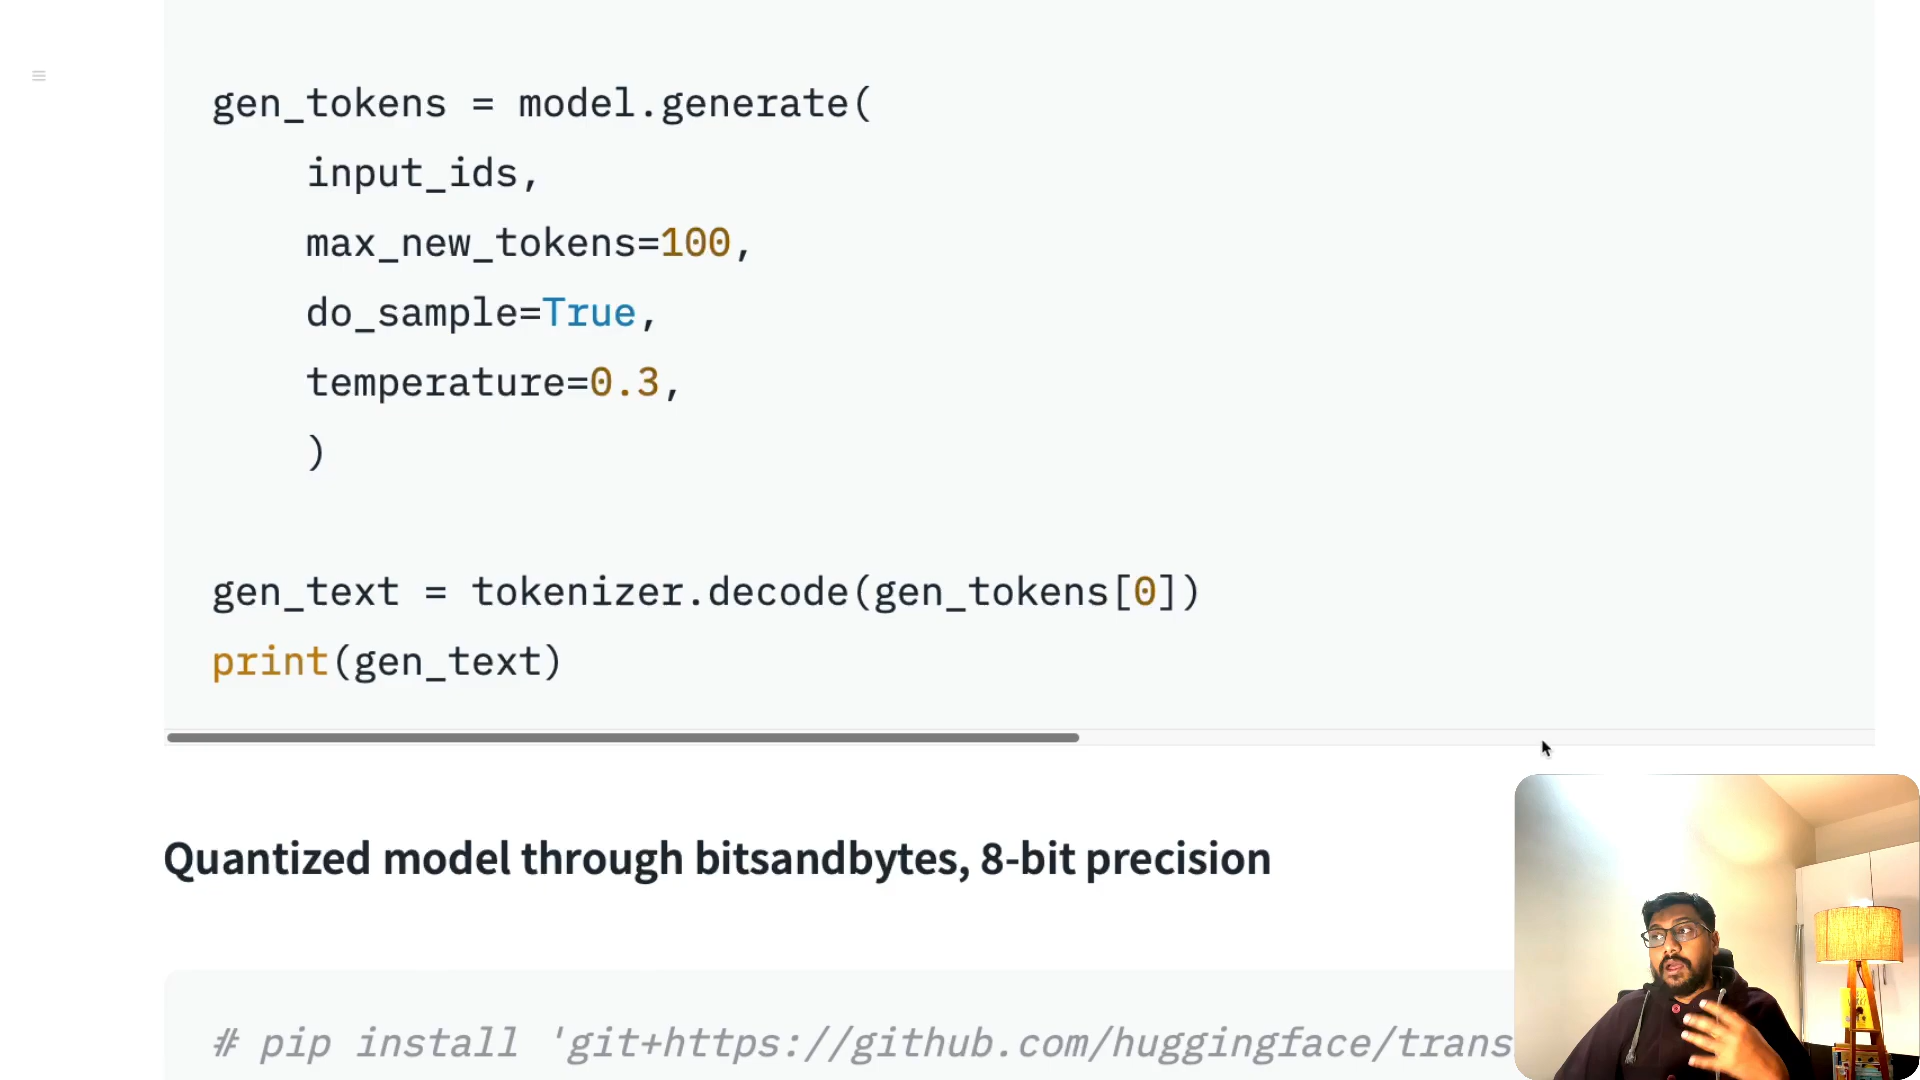 gen_tokens = model.generate(
    input_ids,
    max_new_tokens=100,
    do_sample=True,
    temperature=0.3,
    )
gen_text = tokenizer.decode(gen_tokens[0])
print(gen_text)
Quantized model through bitsandbytes, 8-bit precision
# pip install 'git+https://github.com/huggingface/trans